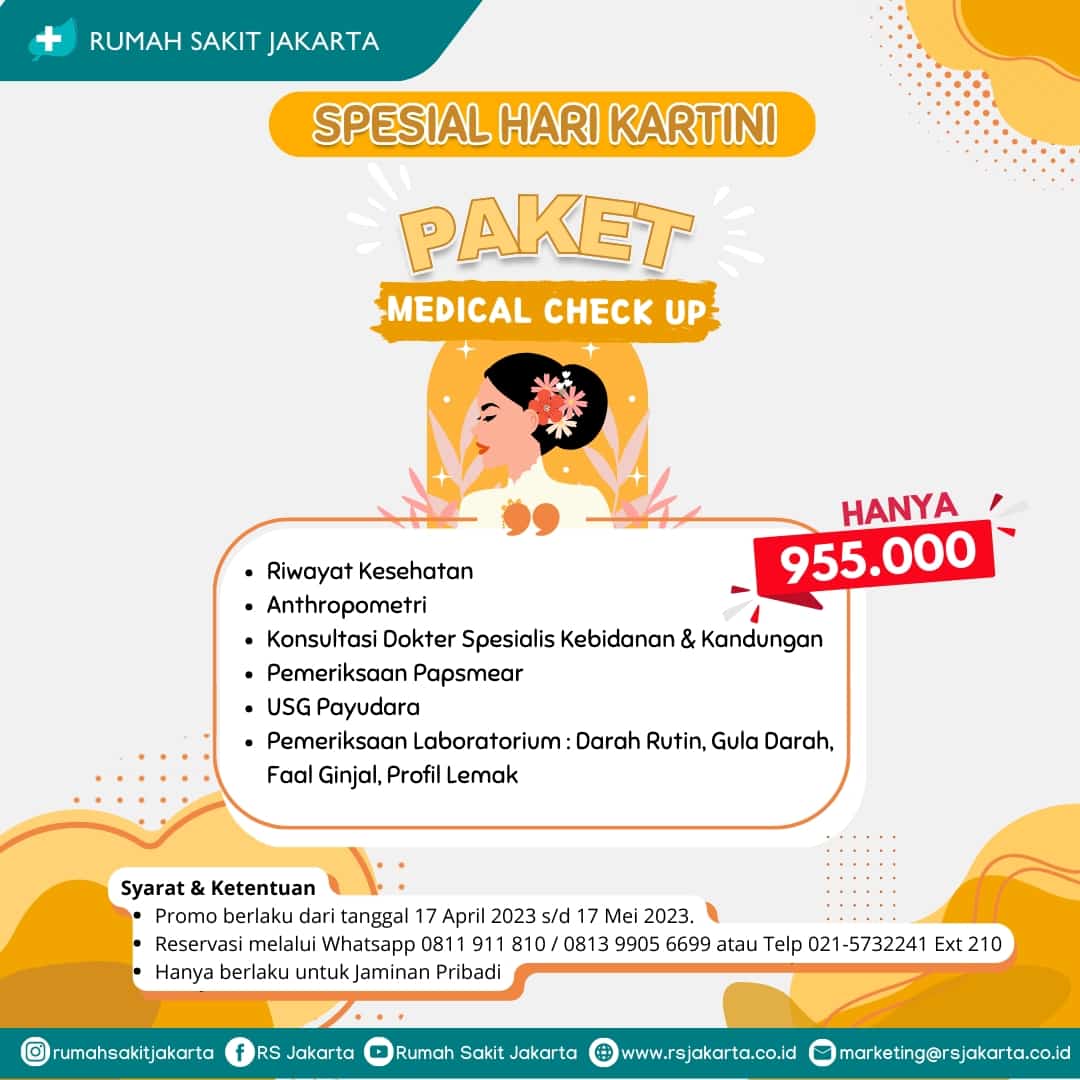 RUMAH SAKIT JAKARTA
SPESIAL HARI KARTINI
PAKET
MEDICAL CHECK UP
HANYA
955.000
• Riwayat Kesehatan
• Anthropometri
• Konsultasi Dokter Spesialis Kebidanan & Kandungan
• Pemeriksaan Papsmear
• USG Payudara
• Pemeriksaan Laboratorium : Darah Rutin, Gula Darah,
Faal Ginjal, Profil Lemak
Syarat & Ketentuan
• Promo berlaku dari tanggal 17 April 2023 s/d 17 Mei 2023.
• Reservasi melalui Whatsapp 0811 911 810 / 0813 9905 6699 atau Telp 021-5732241 Ext 210
• Hanya berlaku untuk Jaminan Pribadi
rumahsakitjakarta RS Jakarta Rumah Sakit Jakarta www.rsjakarta.co.id marketing@rsjakarta.co.id